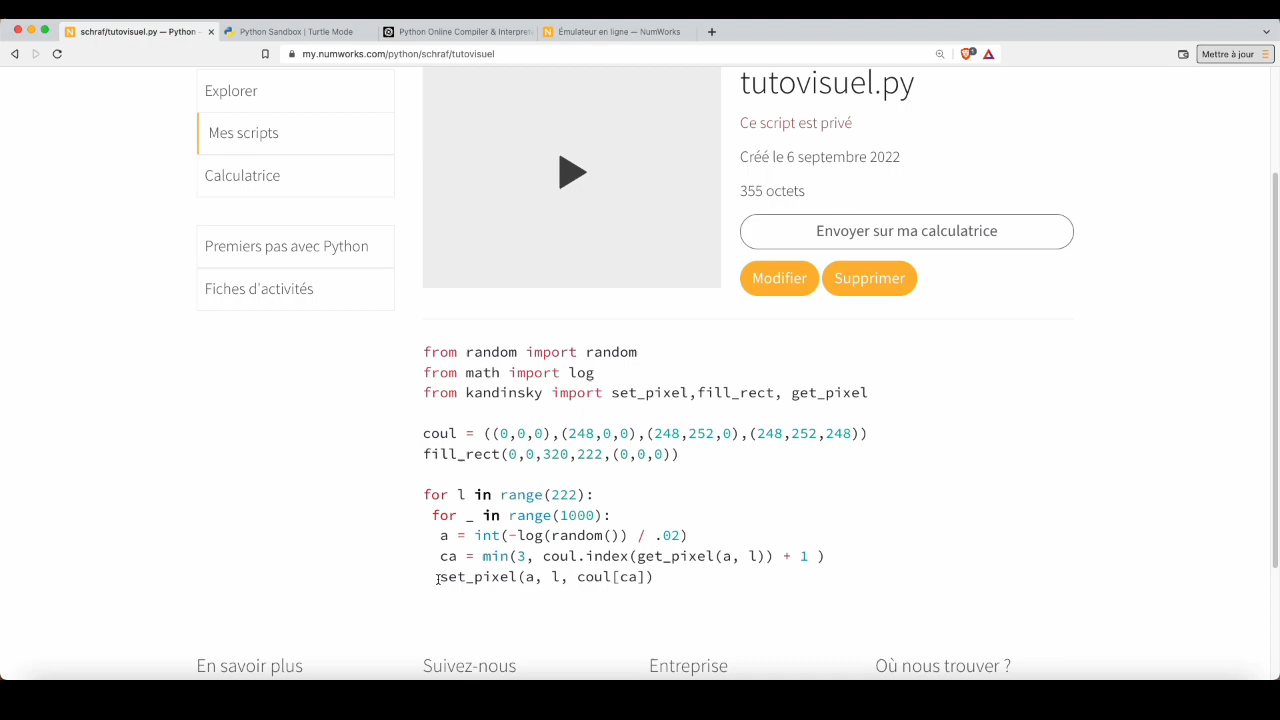 schraf/tutovisuel.py — Python
Python Sandbox | Turtle Mode
Python Online Compiler & Interpret
Émulateur en ligne — NumWorks
my.numworks.com/python/schraf/tutovisuel
Mettre à jour
Explorer
Mes scripts
Calculatrice
Premiers pas avec Python
Fiches d'activités
tutovisuel.py
Ce script est privé
Créé le 6 septembre 2022
355 octets
Envoyer sur ma calculatrice
Modifier Supprimer
from random import random
from math import log
from kandinsky import set_pixel,fill_rect, get_pixel
coul = ((0,0,0),(248,0,0),(248,252,0),(248,252,248))
fill_rect(0,0,320,222,(0,0,0))
for l in range(222):
 for _ in range(1000):
  a = int(-log(random()) / .02)
  ca = min(3, coul.index(get_pixel(a, l)) + 1 )
  set_pixel(a, l, coul[ca])
En savoir plus
Suivez-nous
Entreprise
Où nous trouver ?